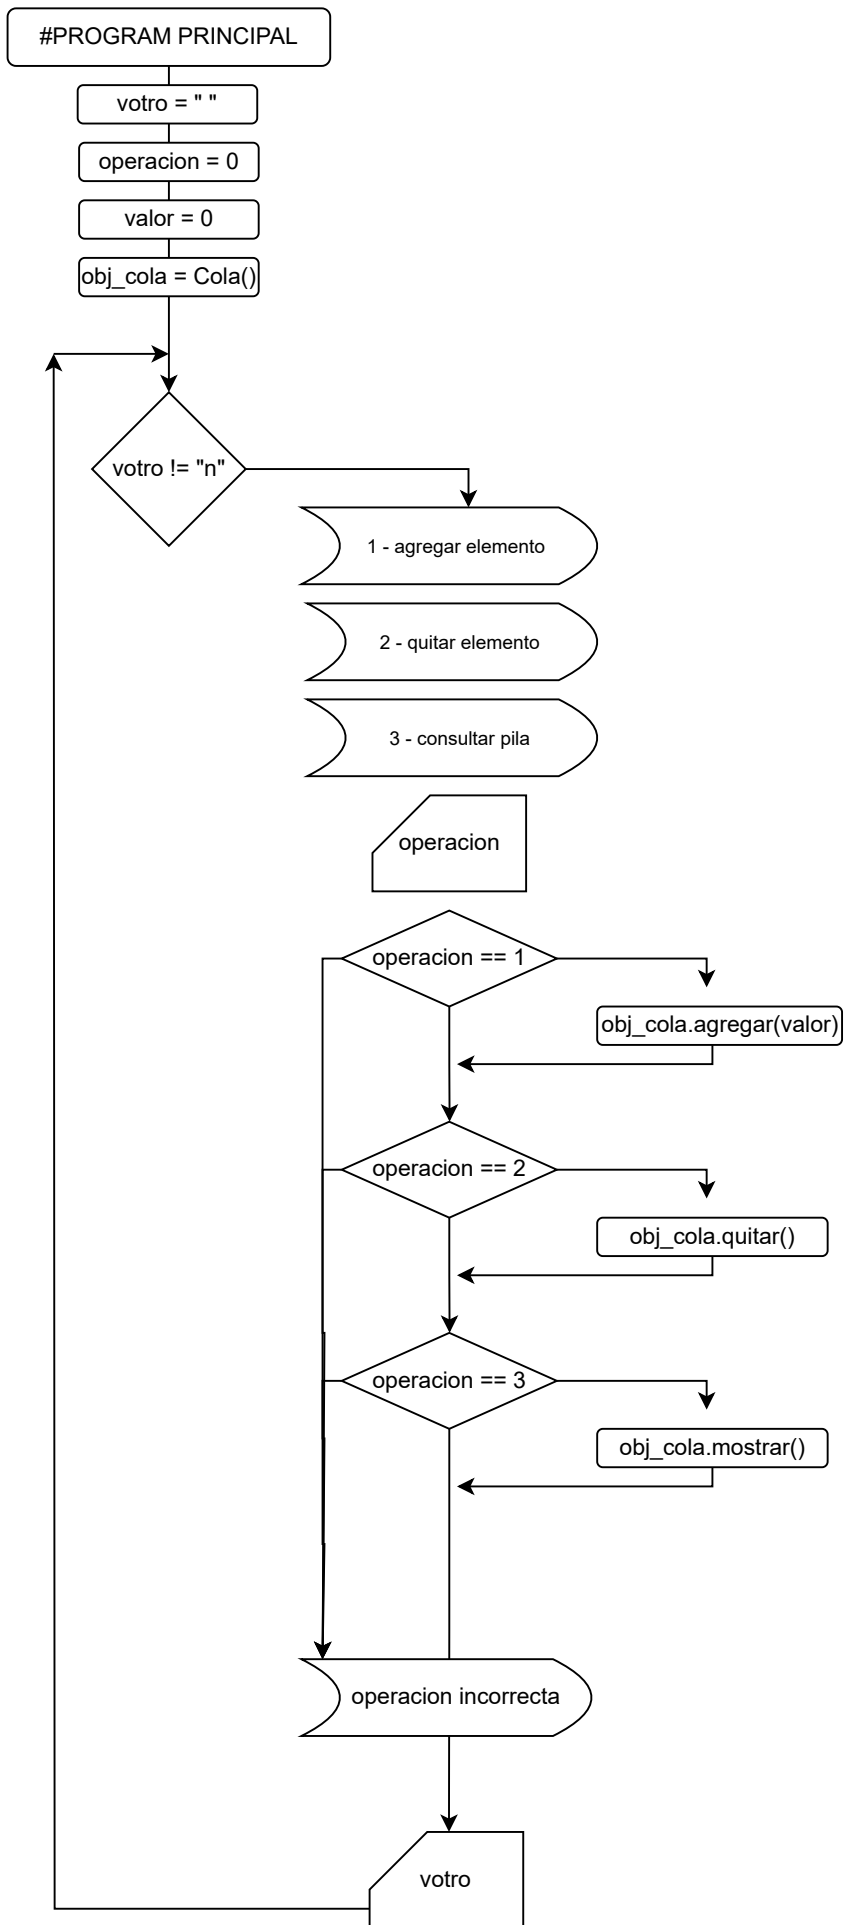 #PROGRAM PRINCIPAL
votro = " "
operacion = 0
valor = 0
obj_cola = Cola()
votro != "n"
1 - agregar elemento
2 - quitar elemento
3 - consultar pila
operacion
operacion == 1
obj_cola.agregar(valor)
operacion == 2
obj_cola.quitar()
operacion == 3
obj_cola.mostrar()
operacion incorrecta
votro